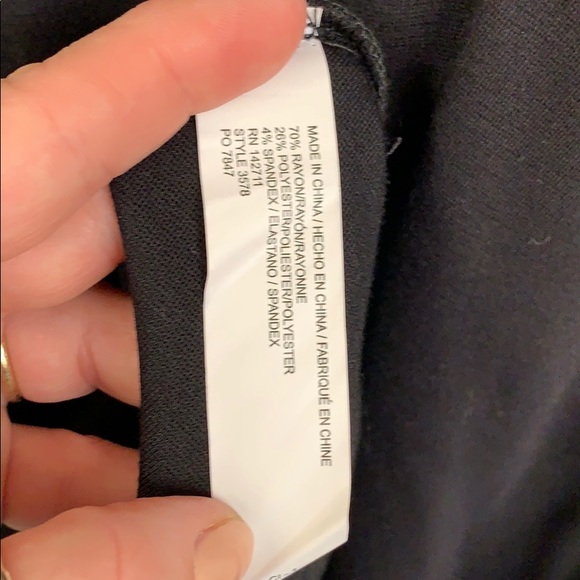 MADE IN CHINA / HECHO EN CHINA / FABRIQUÉ EN CHINE
70% RAYON/RAYÓN/RAYONNE
26% POLYESTER/POLIESTER/POLYESTER
4% SPANDEX / ELASTANO / SPANDEX
RN 142711
STYLE 3578
PO 7847